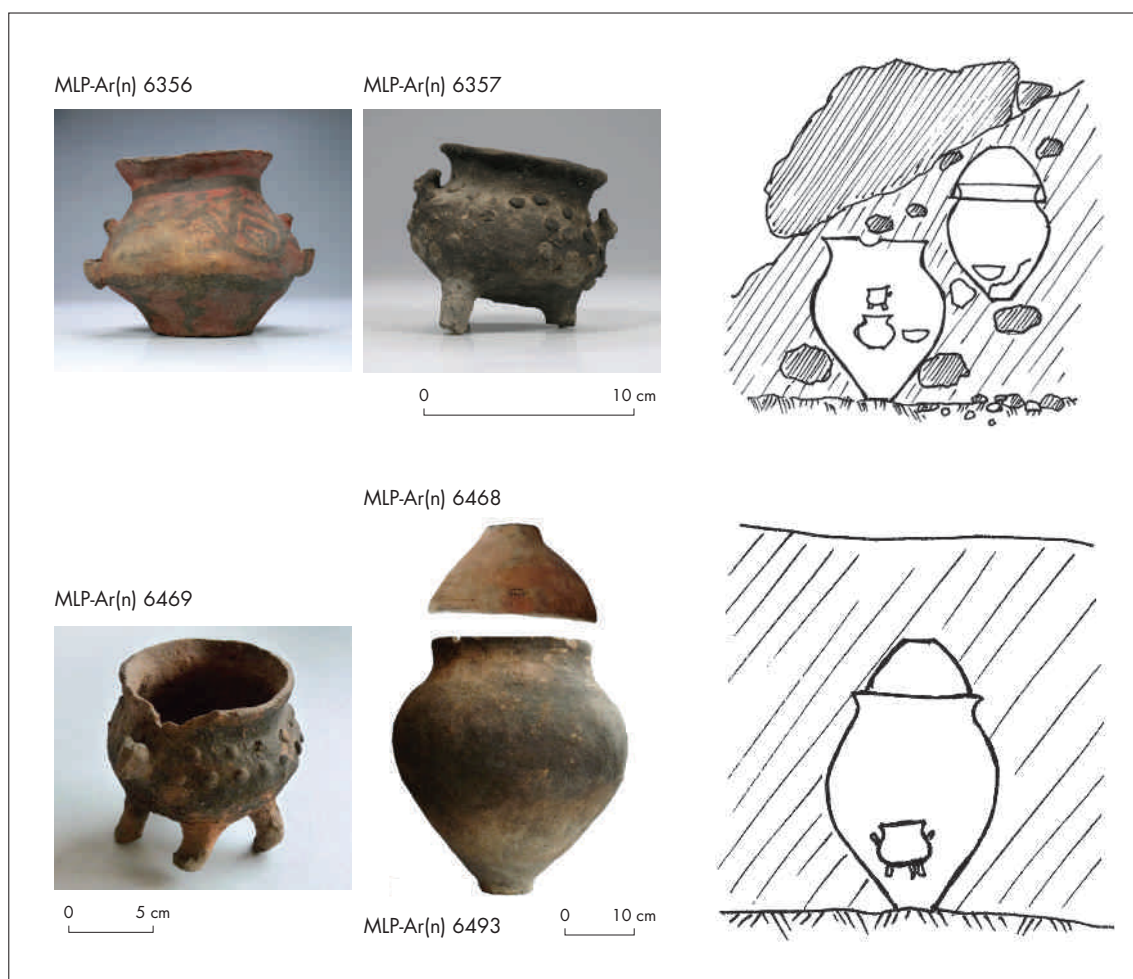 MLP-Ar(n) 6356
MLP-Ar(n) 6357
0 10 cm
MLP-Ar(n) 6468
MLP-Ar(n) 6469
0 5 cm
MLP-Ar(n) 6493
0 10 cm